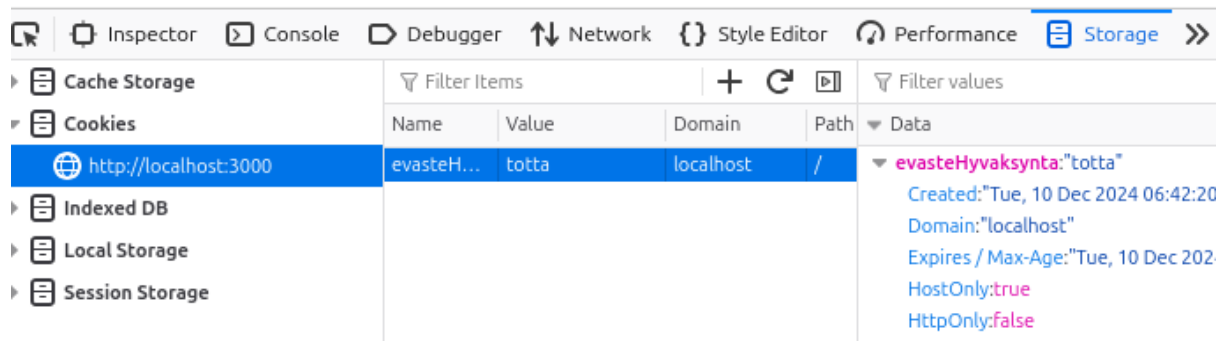 Inspector Console Debugger Network {} Style Editor Performance Storage
Cache Storage
Cookies
http://localhost:3000
Indexed DB
Local Storage
Session Storage
Filter Items
Name Value Domain Path
evasteH... totta localhost /
Filter values
Data
evasteHyvaksynta:"totta"
Created:"Tue, 10 Dec 2024 06:42:20
Domain:"localhost"
Expires / Max-Age:"Tue, 10 Dec 202
HostOnly:true
HttpOnly:false